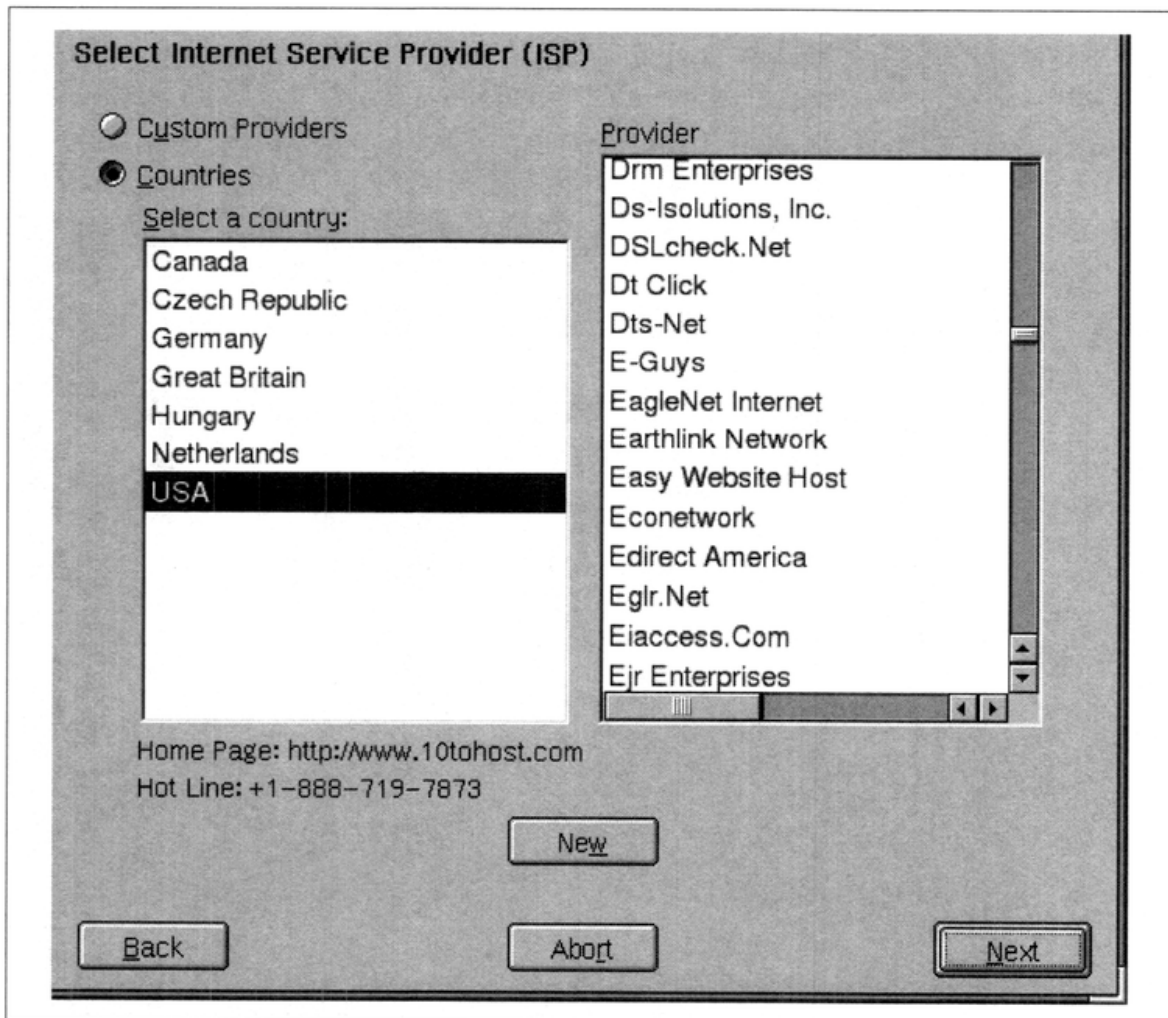 Select Internet Service Provider (ISP)
Custom Providers
Countries
Select a country:
Canada
Czech Republic
Germany
Great Britain
Hungary
Netherlands
USA
Provider
Drm Enterprises
Ds-Isolutions, Inc.
DSLcheck.Net
Dt Click
Dts-Net
E-Guys
EagleNet Internet
Earthlink Network
Easy Website Host
Econetwork
Edirect America
Eglr.Net
Eiaccess.Com
Ejr Enterprises
Home Page: http://www.10tohost.com
Hot Line: +1-888-719-7873
New
Back
Abort
Next